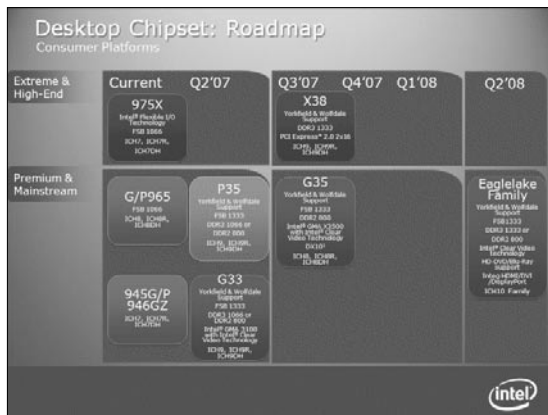 Desktop Chipset: Roadmap
Consumer Platforms
Extreme & High-End
Current
Q2'07
Q3'07
Q4'07
Q1'08
Q2'08
975X
Intel® Flexible I/O
Technology
FSB 1066
ICH7, ICH7R,
ICH7DH
X38
Yorkfield & Wolfdale
Support
DDR3 1333
PCI Express* 2.0 2x16
ICH9, ICH9R,
ICH9DH
Premium &
Mainstream
G/P965
FSB 1066
ICH8, ICH8R,
ICH8DH
P35
Yorkfield & Wolfdale
Support
FSB 1333
DDR3 1066 or
DDR2 800
ICH9, ICH9R,
ICH9DH
G35
Yorkfield & Wolfdale
Support
FSB 1333
DDR2 800
Intel® GMA X3500
with Intel® Clear
Video Technology
ICH8, ICH8R,
ICH8DH
Eaglelake
Family
Yorkfield & Wolfdale
Support
FSB1333
DDR3 1333 or
DDR2 800
Intel® Clear Video
Technology
HD-DVD/Blu-Ray
support
Integ HDMI/DVI
/DisplayPort
ICH10 Family
945G/P
946GZ
ICH7, ICH7R,
ICH7DH
G33
Yorkfield & Wolfdale
Support
FSB 1333
DDR3 1066 or
DDR2 800
Intel® GMA 3100
with Intel® Clear
Video Technology
ICH9, ICH9R,
ICH9DH
intel